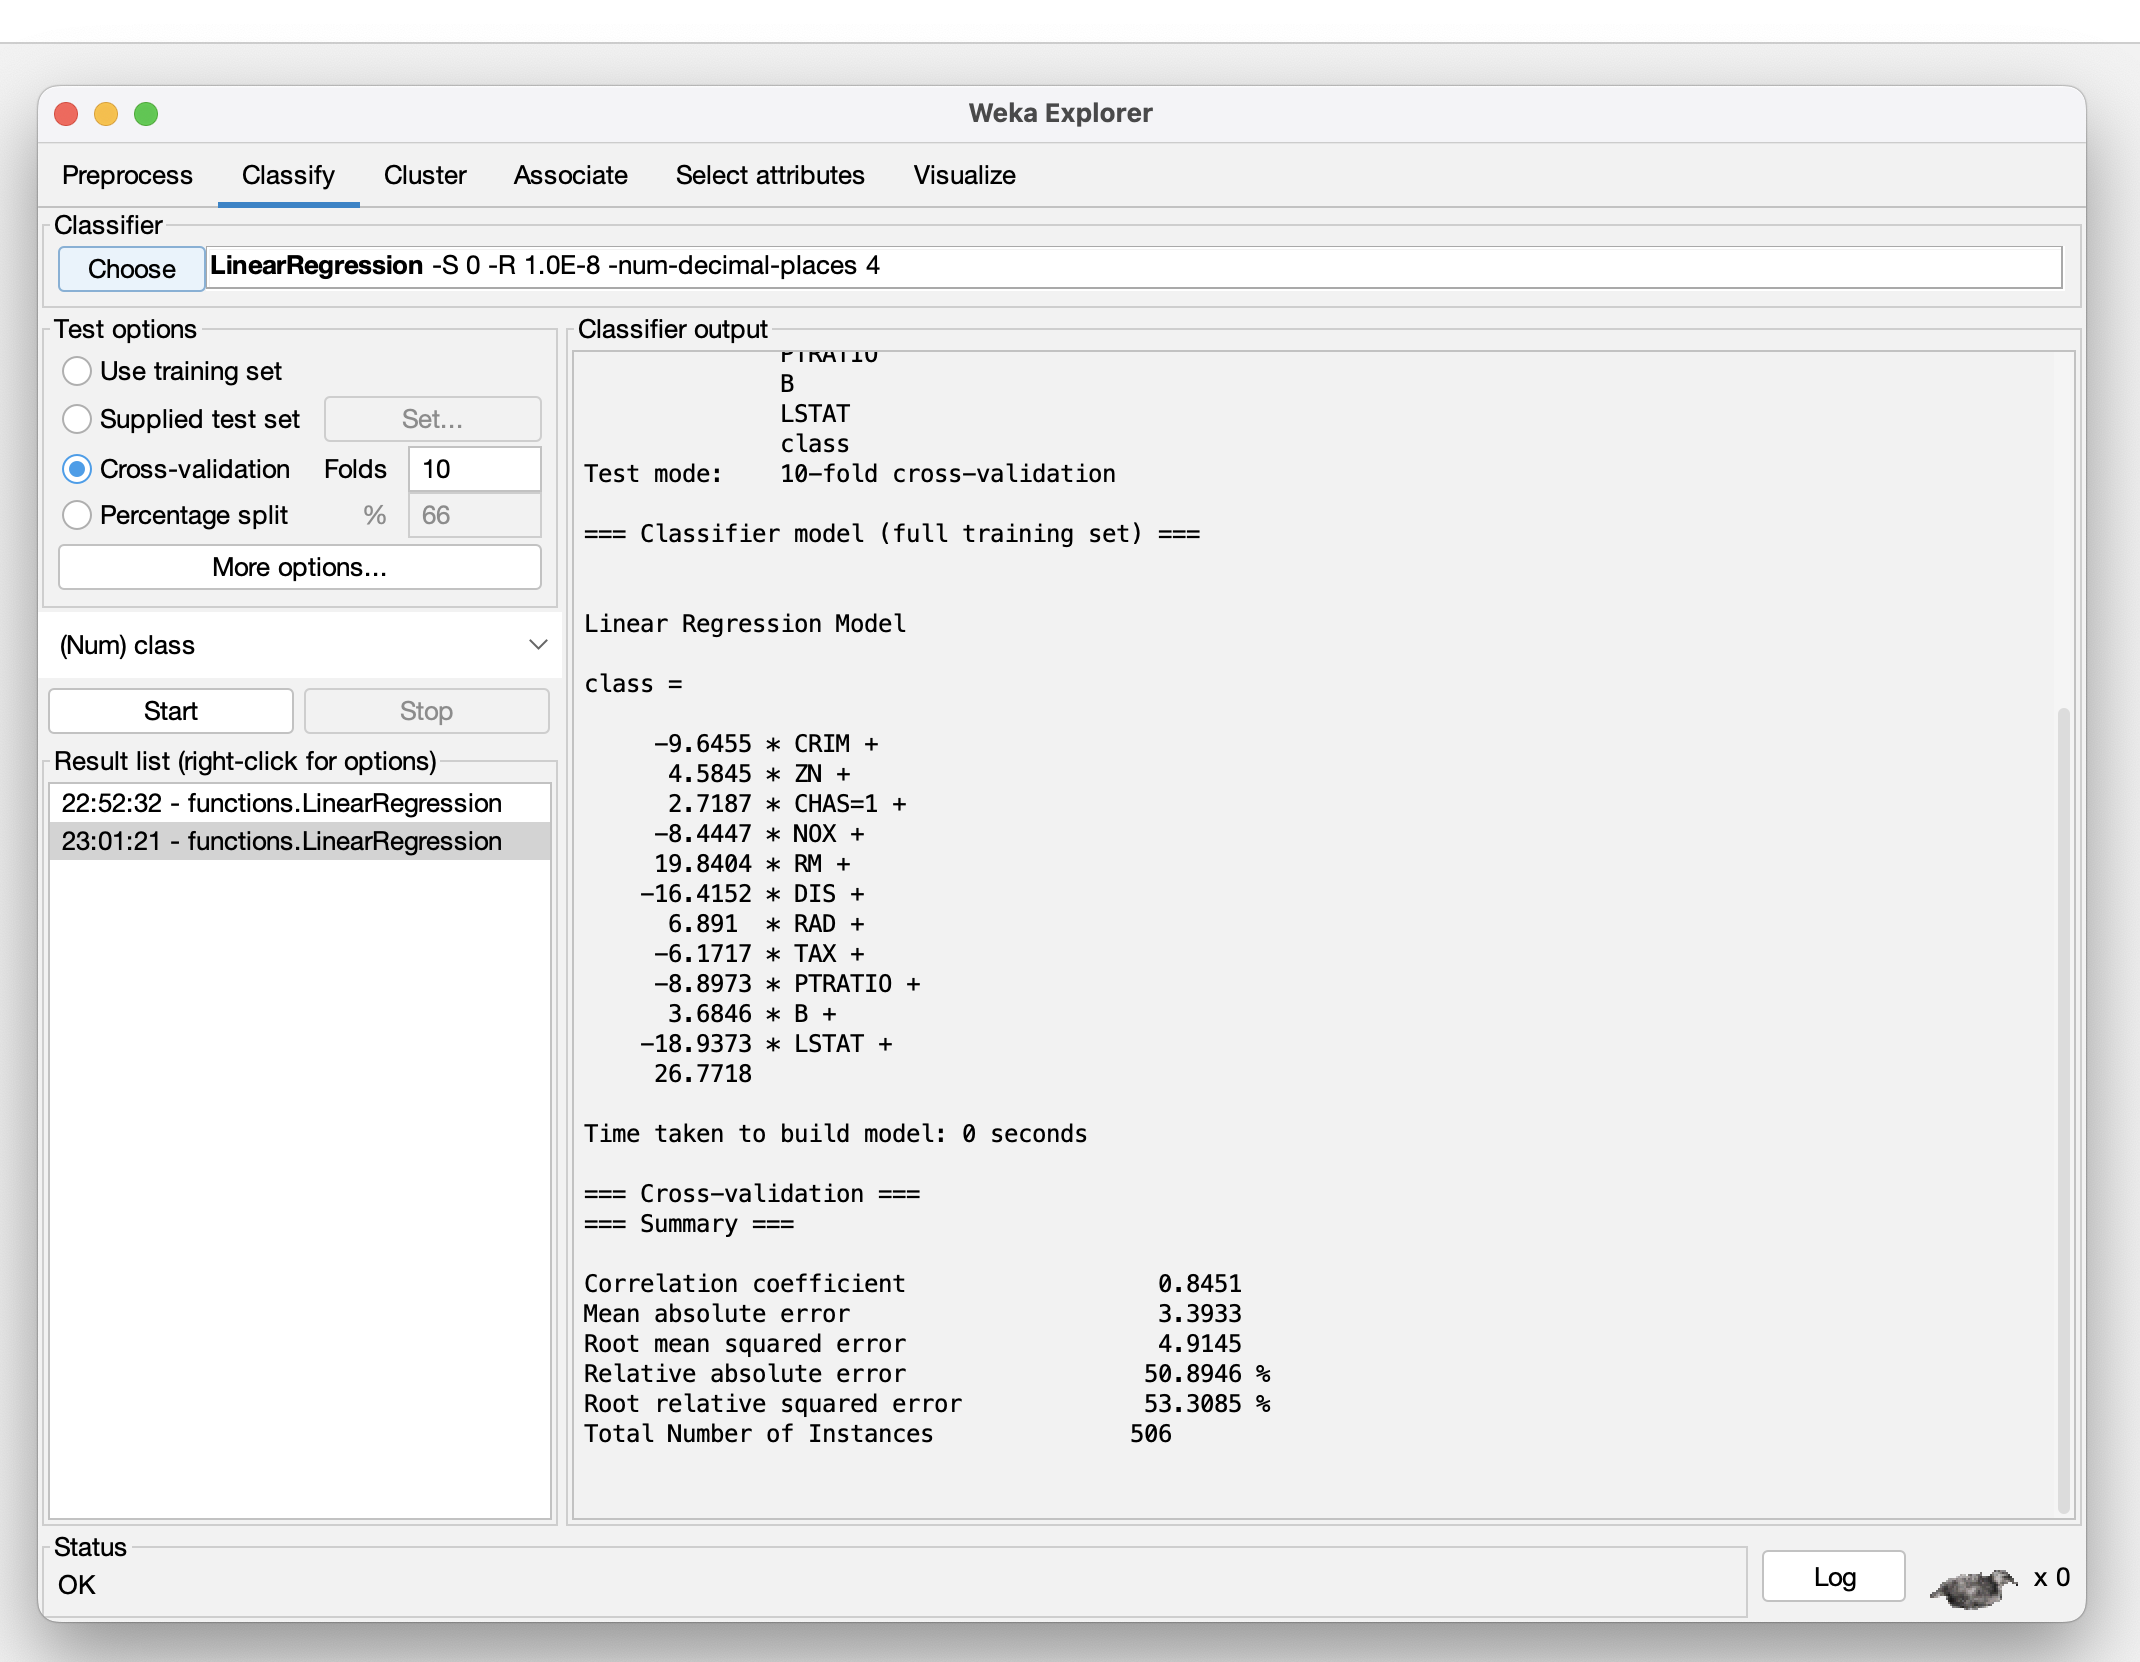 Weka Explorer
Preprocess Classify Cluster Associate Select attributes Visualize
Classifier
Choose LinearRegression -S 0 -R 1.0E-8 -num-decimal-places 4
Test options
Use training set
Supplied test set Set...
Cross-validation Folds 10
Percentage split % 66
More options...
(Num) class
Start Stop
Result list (right-click for options)
22:52:32 - functions.LinearRegression
23:01:21 - functions.LinearRegression
Classifier output
PTRATIO
B
LSTAT
class
Test mode: 10-fold cross-validation
=== Classifier model (full training set) ===
Linear Regression Model
class =
-9.6455 * CRIM +
4.5845 * ZN +
2.7187 * CHAS=1 +
-8.4447 * NOX +
19.8404 * RM +
-16.4152 * DIS +
6.891 * RAD +
-6.1717 * TAX +
-8.8973 * PTRATIO +
3.6846 * B +
-18.9373 * LSTAT +
26.7718
Time taken to build model: 0 seconds
=== Cross-validation ===
=== Summary ===
Correlation coefficient 0.8451
Mean absolute error 3.3933
Root mean squared error 4.9145
Relative absolute error 50.8946 %
Root relative squared error 53.3085 %
Total Number of Instances 506
Status
OK
Log x 0